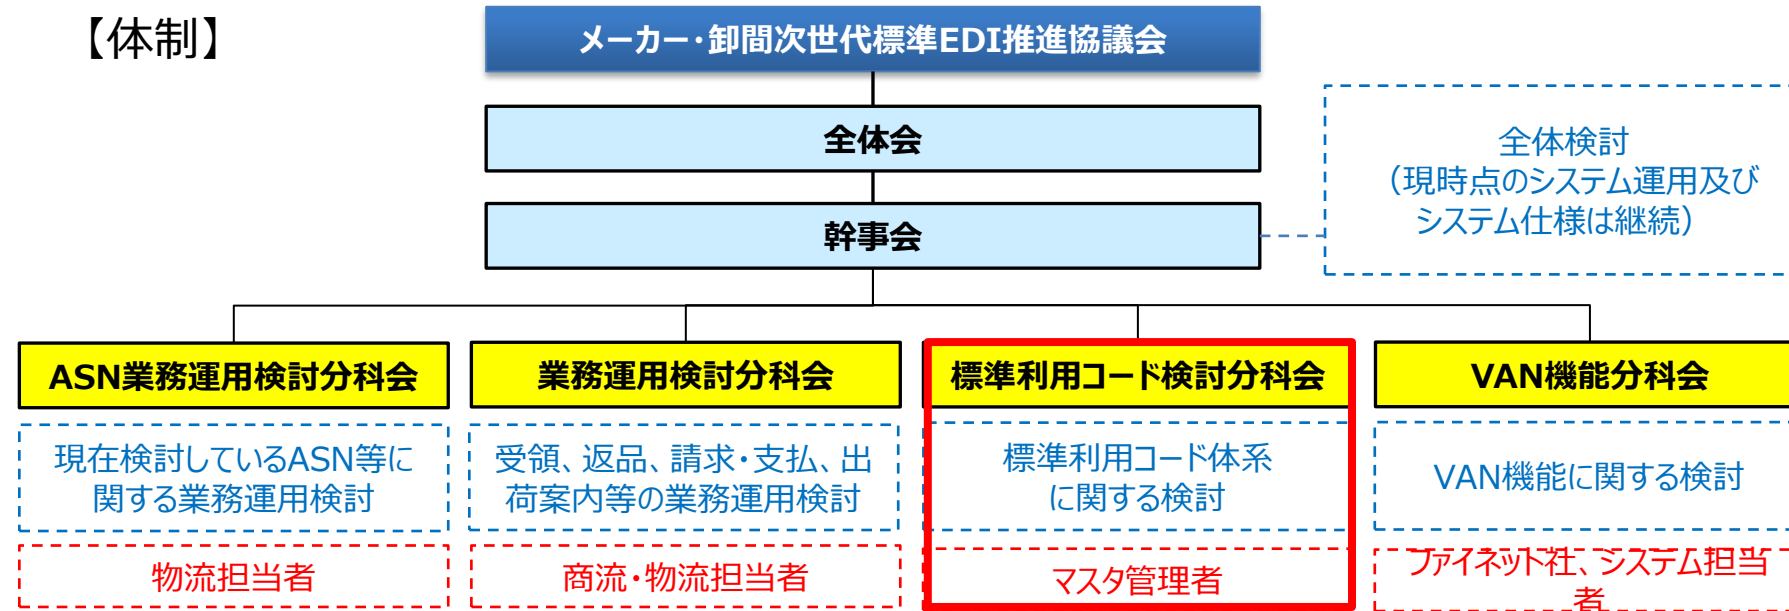 【体制】
メーカー・卸間次世代標準EDI推進協議会
全体会
幹事会
全体検討
（現時点のシステム運用及び
システム仕様は継続）
ASN業務運用検討分科会
現在検討しているASN等に
関する業務運用検討
物流担当者
業務運用検討分科会
受領、返品、請求・支払、出
荷案内等の業務運用検討
商流・物流担当者
標準利用コード検討分科会
標準利用コード体系
に関する検討
マスタ管理者
VAN機能分科会
VAN機能に関する検討
ファイネット社、システム担当
者